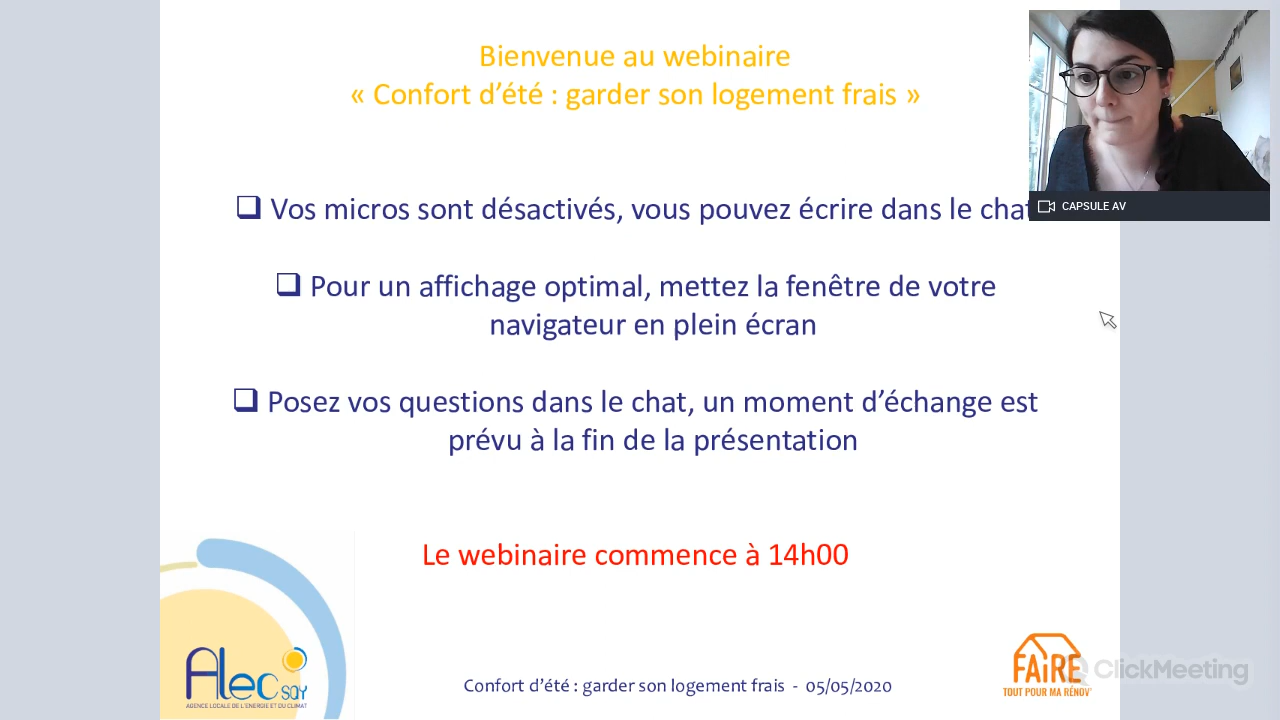 Bienvenue au webinaire
« Confort d'été : garder son logement frais »
Vos micros sont désactivés, vous pouvez écrire dans le chat
CAPSULE AV
Pour un affichage optimal, mettez la fenêtre de votre
navigateur en plein écran
Posez vos questions dans le chat, un moment d'échange est
prévu à la fin de la présentation
Le webinaire commence à 14h00
Alec SQY
AGENCE LOCALE DE L'ENERGIE ET DU CLIMAT
Confort d'été : garder son logement frais - 05/05/2020
FAIRE
TOUT POUR MA RÉNOV'
ClickMeeting